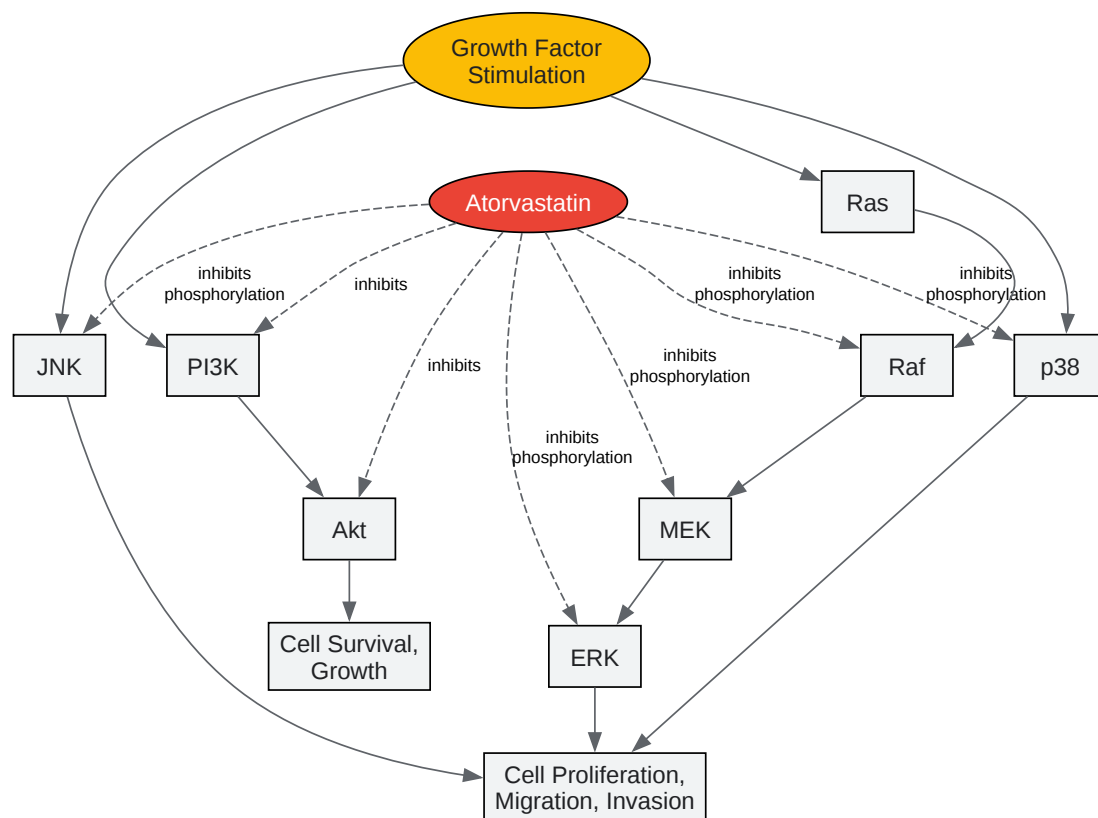 Growth Factor
Stimulation
Atorvastatin
Ras
inhibits
phosphorylation
inhibits
inhibits
phosphorylation
inhibits
phosphorylation
JNK
PI3K
inhibits
inhibits
phosphorylation
Raf
p38
inhibits
phosphorylation
Akt
MEK
Cell Survival,
Growth
ERK
Cell Proliferation,
Migration, Invasion